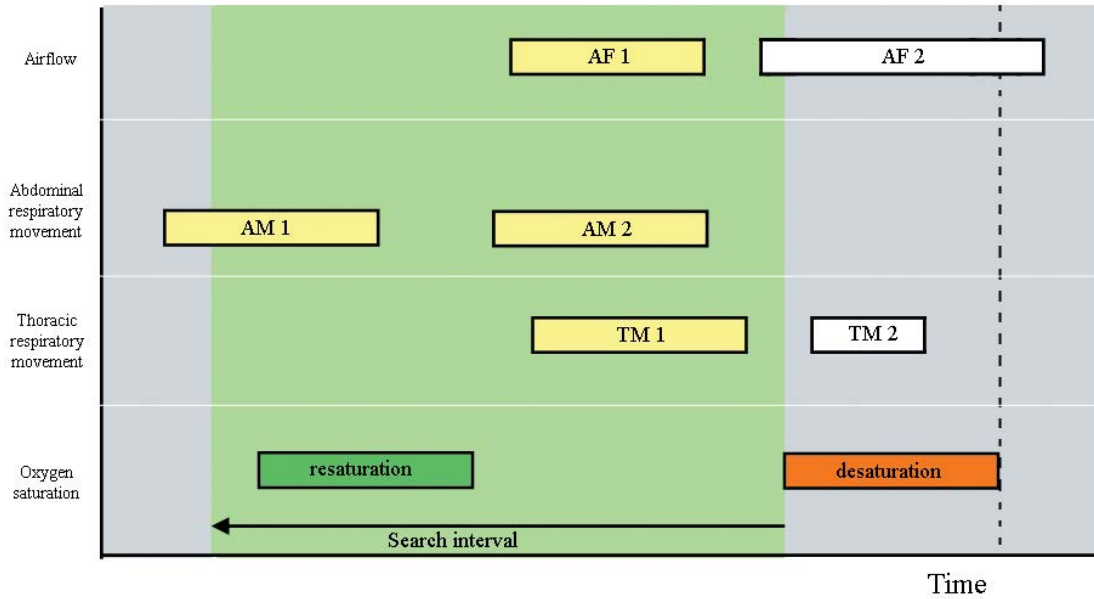 Airflow
AF 1
AF 2
Abdominal
respiratory
movement
AM 1
AM 2
Thoracic
respiratory
movement
TM 1
TM 2
Oxygen
saturation
resaturation
desaturation
Search interval
Time